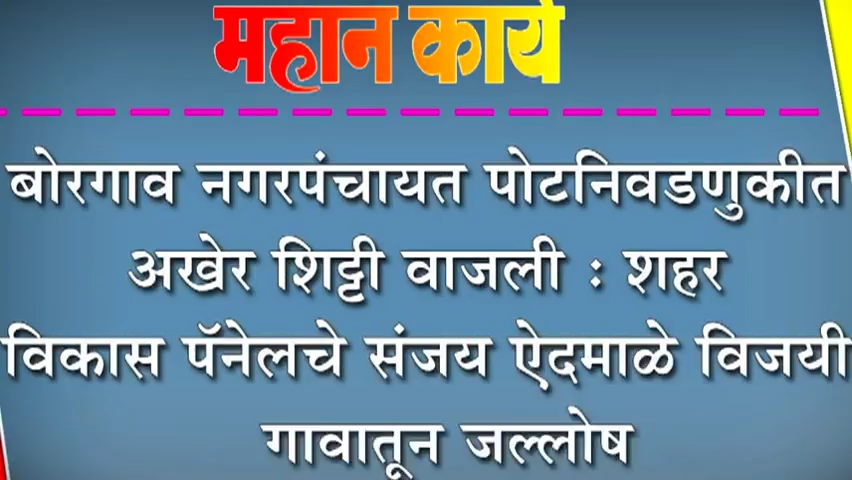 महान कार्य
बोरगाव नगरपंचायत पोटनिवडणुकीत
अखेर शिट्टी वाजली : शहर
विकास पॅनेलचे संजय ऐदमाळे विजयी
गावातून जल्लोष